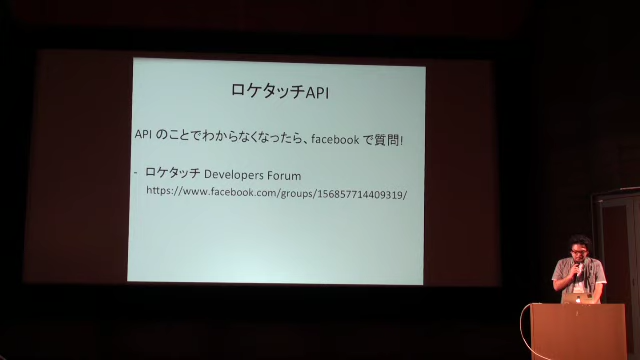 ロケタッチAPI
API のことでわからなくなったら、facebook で質問!
- ロケタッチ Developers Forum
https://www.facebook.com/groups/156857714409319/